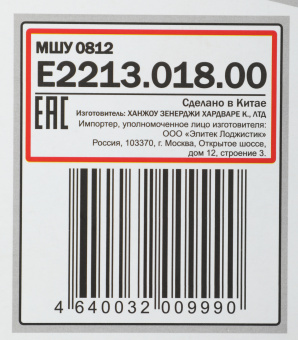 МШУ 0812
E2213.018.00
EAC
Сделано в Китае
Изготовитель: ХАНЖОУ ЗЕНЕРДЖИ ХАРДВАРЕ К., ЛТД
Импортер, уполномоченное лицо изготовителя:
ООО «Элитек Лоджистик»
Россия, 103370, г. Москва, Открытое шоссе,
дом 12, строение 3.
4 640032 009990